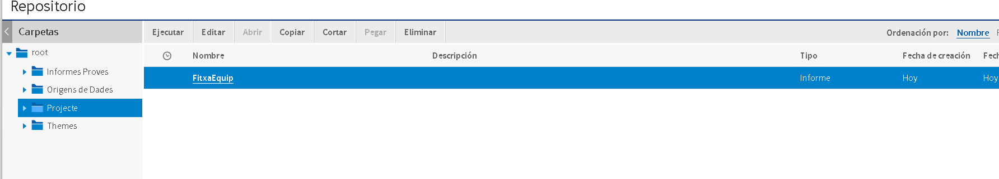 Repositorio
Carpetas
Ejecutar Editar Abrir Copiar Cortar Pegar Eliminar Ordenación por: Nombre
root
Nombre Descripción Tipo Fecha de creación
Informes Proves
FitxaEquip Informe Hoy Hoy
Origens de Dades
Projecte
Themes